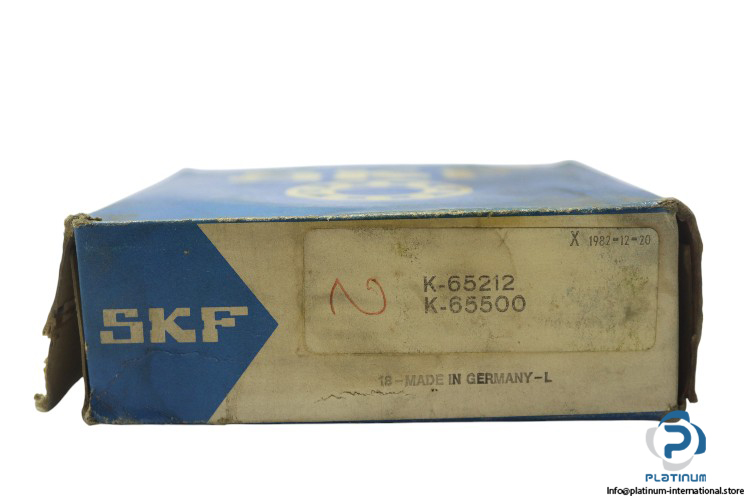 X 1982-12-20
K-65212
K-65500
SKF
18-MADE IN GERMANY-L
PLATINUM
Info@platinum-international.store